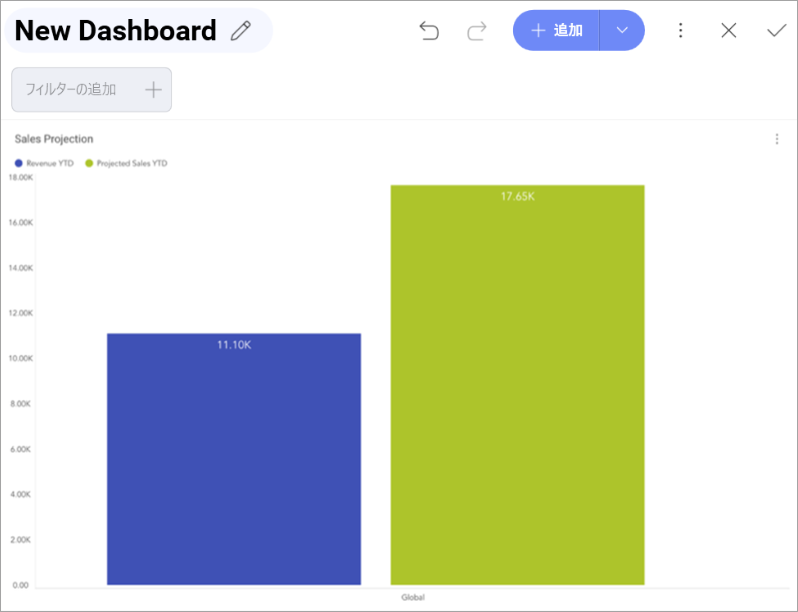 New Dashboard
追加
フィルターの追加
Sales Projection
Revenue YTD
Projected Sales YTD
18.00K
17.65K
16.00K
14.00K
12.00K
11.10K
10.00K
8.00K
6.00K
4.00K
2.00K
0.00
Global